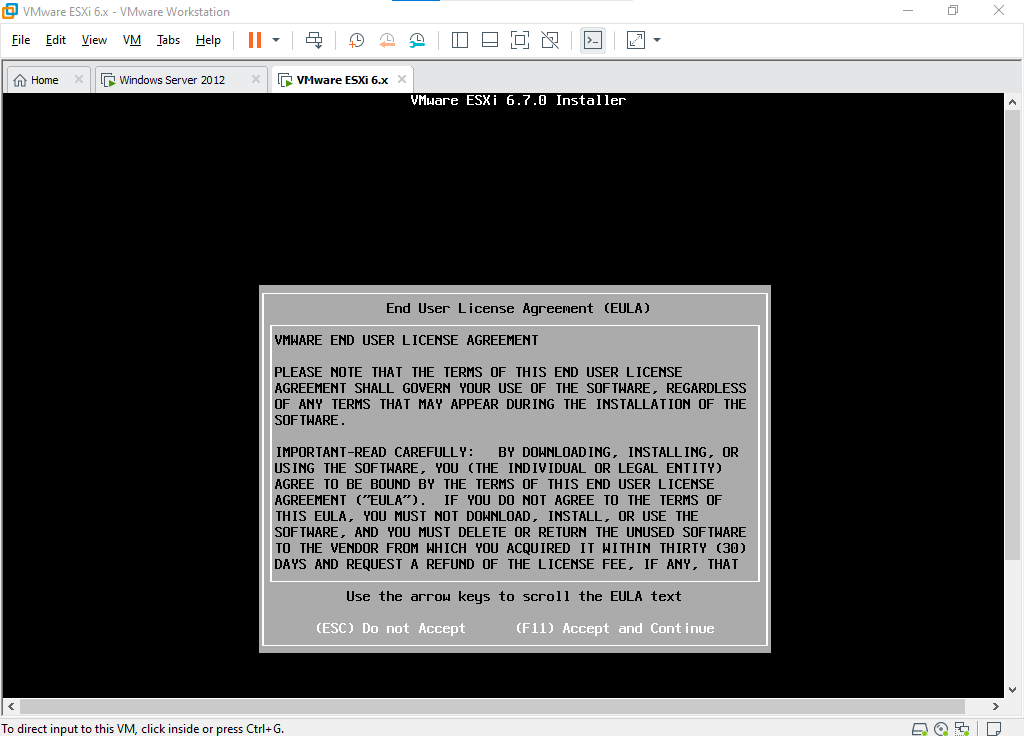 VMware ESXi 6.x - VMware Workstation
File Edit View VM Tabs Help
Home Windows Server 2012 VMware ESXi 6.x
VMware ESXi 6.7.0 Installer
End User License Agreement (EULA)
VMWARE END USER LICENSE AGREEMENT
PLEASE NOTE THAT THE TERMS OF THIS END USER LICENSE
AGREEMENT SHALL GOVERN YOUR USE OF THE SOFTWARE, REGARDLESS
OF ANY TERMS THAT MAY APPEAR DURING THE INSTALLATION OF THE
SOFTWARE.
IMPORTANT-READ CAREFULLY:   BY DOWNLOADING, INSTALLING, OR
USING THE SOFTWARE, YOU (THE INDIVIDUAL OR LEGAL ENTITY)
AGREE TO BE BOUND BY THE TERMS OF THIS END USER LICENSE
AGREEMENT ("EULA").  IF YOU DO NOT AGREE TO THE TERMS OF
THIS EULA, YOU MUST NOT DOWNLOAD, INSTALL, OR USE THE
SOFTWARE, AND YOU MUST DELETE OR RETURN THE UNUSED SOFTWARE
TO THE VENDOR FROM WHICH YOU ACQUIRED IT WITHIN THIRTY (30)
DAYS AND REQUEST A REFUND OF THE LICENSE FEE, IF ANY, THAT
Use the arrow keys to scroll the EULA text
(ESC) Do not Accept (F11) Accept and Continue
To direct input to this VM, click inside or press Ctrl+G.